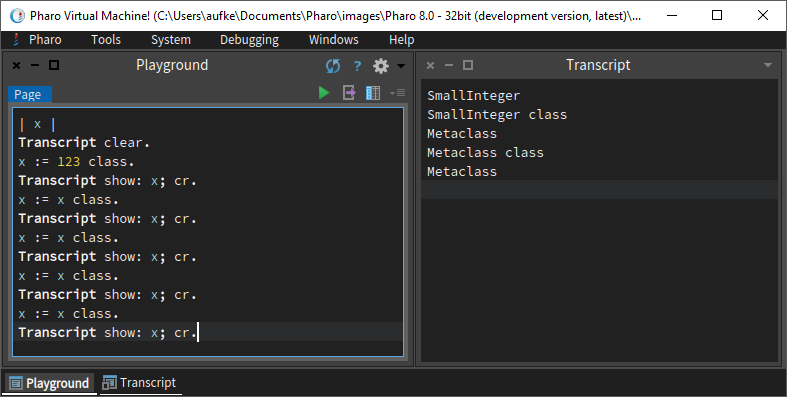 Pharo Virtual Machine! (C:\Users\aufke\Documents\Pharo\images\Pharo 8.0 - 32bit (development version, latest)\...
Pharo Tools System Debugging Windows Help
Playground
?
Page
| x |
Transcript clear.
x := 123 class.
Transcript show: x; cr.
x := x class.
Transcript show: x; cr.
x := x class.
Transcript show: x; cr.
x := x class.
Transcript show: x; cr.
x := x class.
Transcript show: x; cr.
Transcript
SmallInteger
SmallInteger class
Metaclass
Metaclass class
Metaclass
Playground Transcript